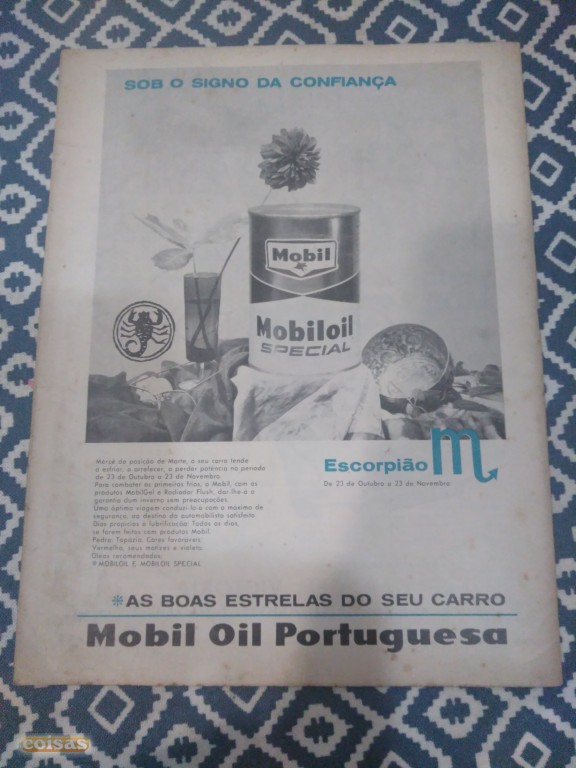 SOB O SIGNO DA CONFIANÇA
Mobil
Mobiloil
SPECIAL
Mercê da posição de Marte, o seu carro tende
a esfriar, a arrefecer, a perder potência no período
de 23 de Outubro a 23 de Novembro.
Para combater os primeiros frios, a Mobil, com os
produtos MobilGel e Radiador Flush, dar-lhe-á a
garantia dum inverno sem preocupações.
Uma óptima viagem conduzi-lo-á com o máximo de
segurança, ao destino do automobilista satisfeito.
Dias propícios à lubrificação: Todos os dias,
se forem feitos com produtos Mobil.
Pedra: Topázio. Cores favoráveis:
Vermelho, seus matizes e violeta.
Óleos recomendados:
* MOBILOIL E MOBILOIL SPECIAL
Escorpião
De 23 de Outubro a 23 de Novembro
*AS BOAS ESTRELAS DO SEU CARRO
Mobil Oil Portuguesa
coisas